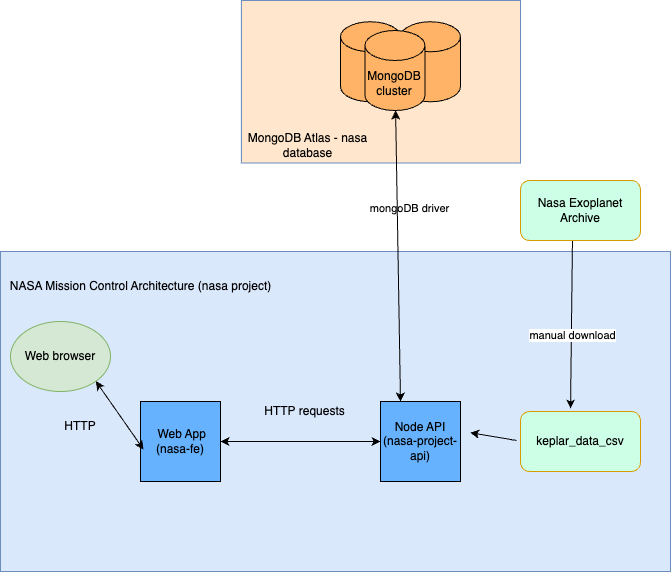 MongoDB
cluster
MongoDB Atlas - nasa
database
mongoDB driver
Nasa Exoplanet
Archive
NASA Mission Control Architecture (nasa project)
manual download
Web browser
HTTP
Web App
(nasa-fe)
HTTP requests
Node API
(nasa-project-
api)
keplar_data_csv